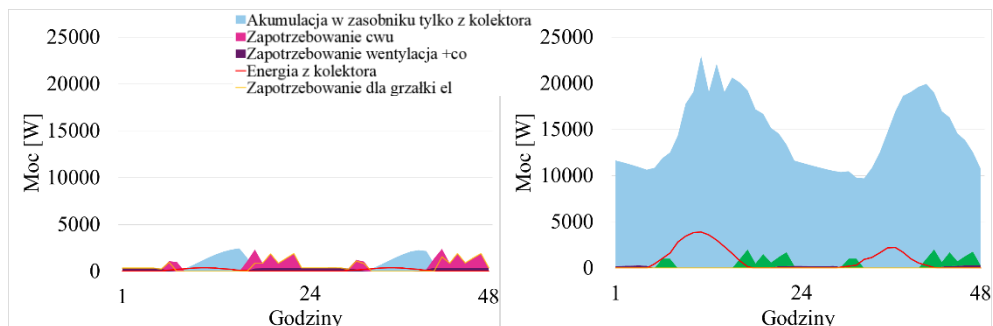 Akumulacja w zasobniku tylko z kolektora
Zapotrzebowanie cwu
Zapotrzebowanie wentylacja +co
Energia z kolektora
Zapotrzebowanie dla grzałki el
25000
20000
15000
10000
5000
0
Moc [W]
1
24
48
Godziny
25000
20000
15000
10000
5000
0
Moc [W]
1
24
48
Godziny